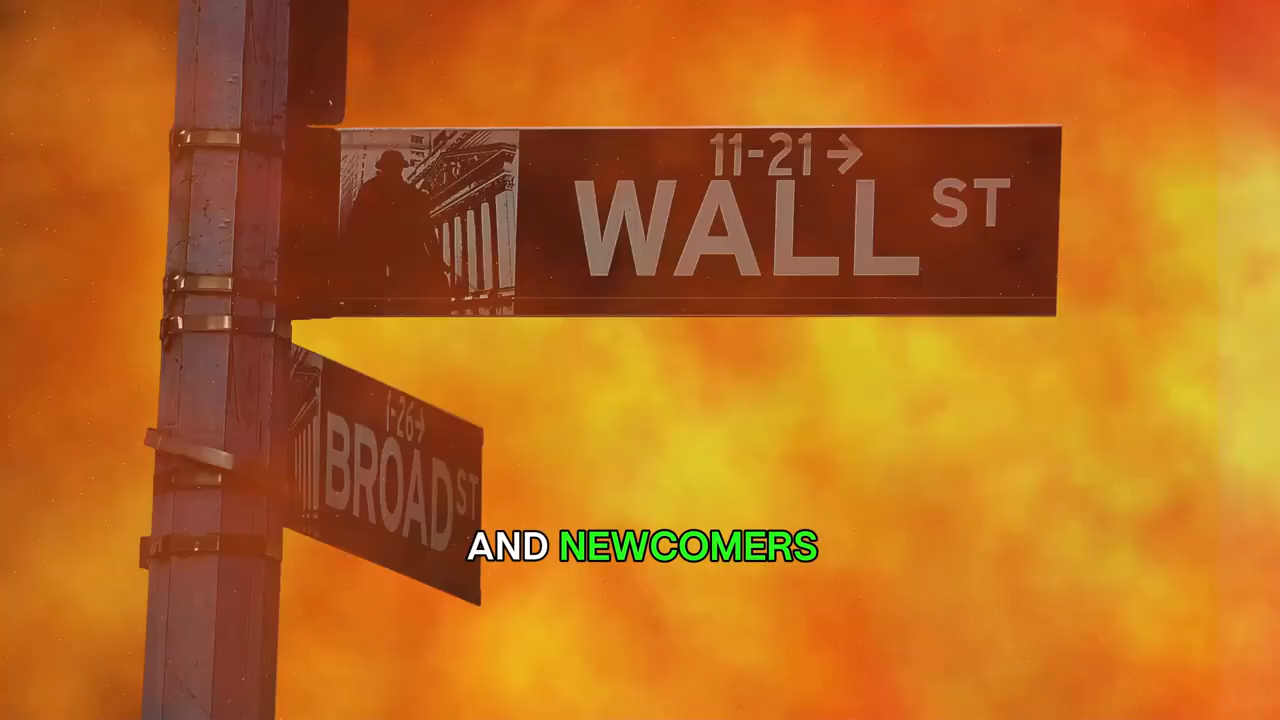 11-21→
WALL ST
1-26→
BROAD ST
AND NEWCOMERS